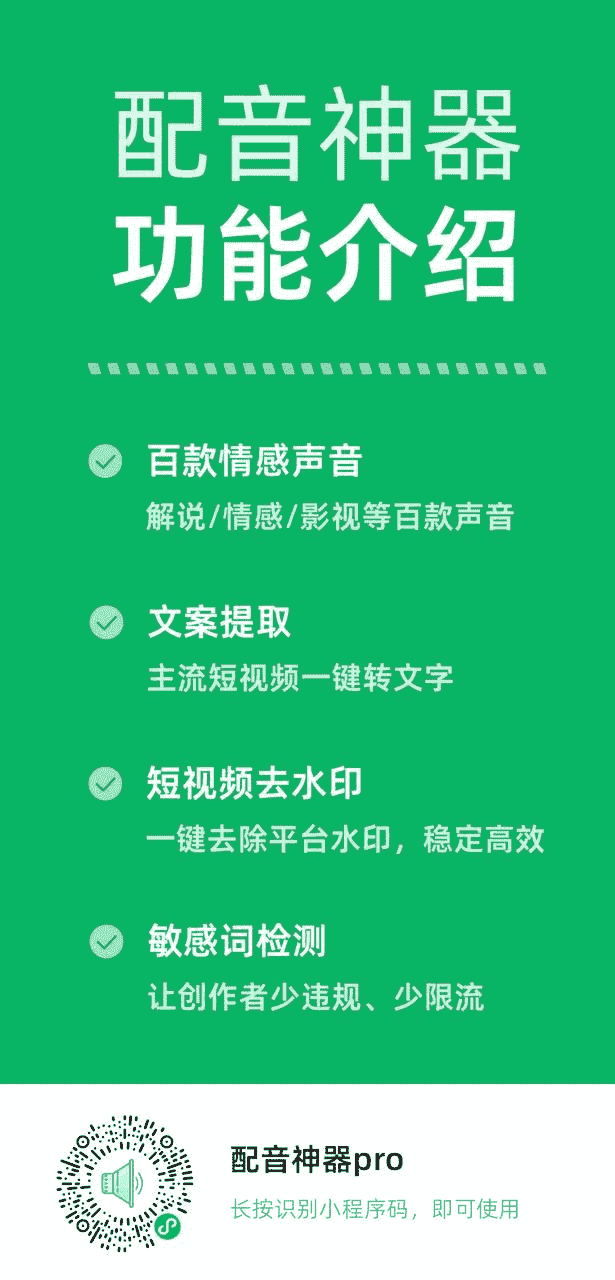 配音神器
功能介绍
百款情感声音
解说/情感/影视等百款声音
文案提取
主流短视频一键转文字
短视频去水印
一键去除平台水印，稳定高效
敏感词检测
让创作者少违规、少限流
配音神器pro
长按识别小程序码，即可使用